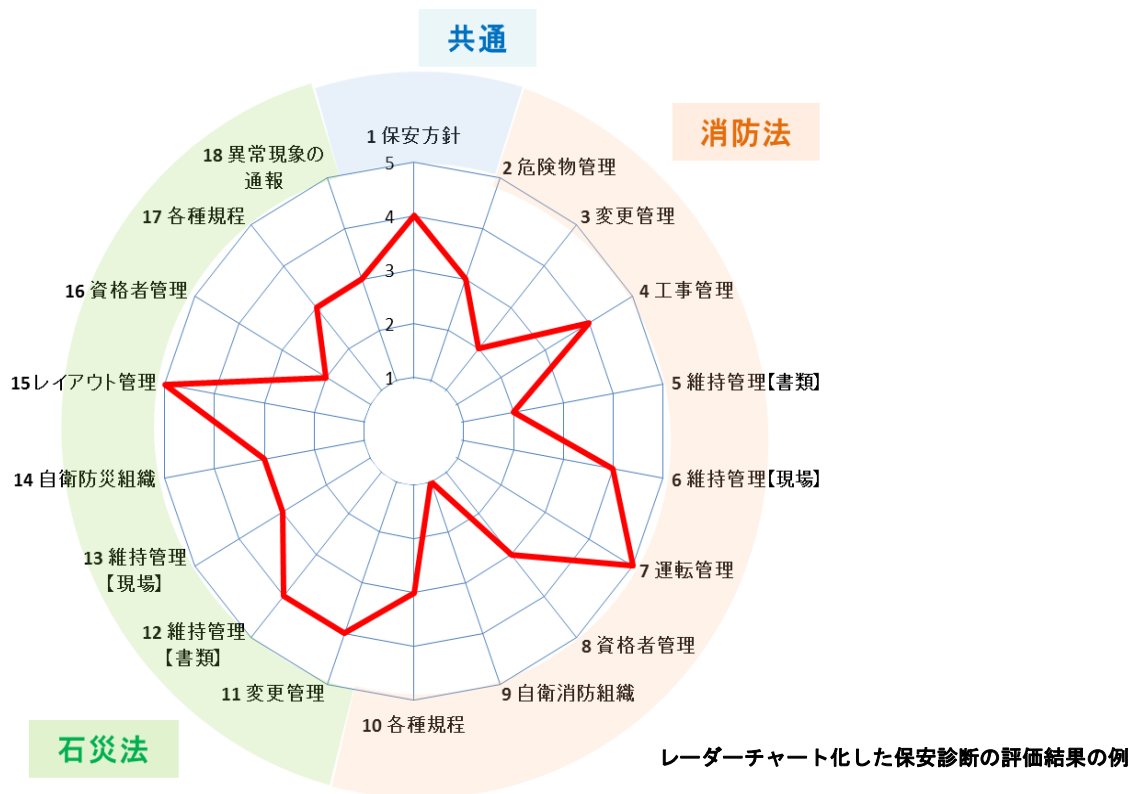 共通
消防法
1 保安方針
2 危険物管理
3 変更管理
4 工事管理
5 維持管理【書類】
6 維持管理【現場】
7 運転管理
8 資格者管理
9 自衛消防組織
10 各種規程
11 変更管理
12 維持管理
【書類】
13 維持管理
【現場】
14 自衛防災組織
15レイアウト管理
16 資格者管理
17 各種規程
18 異常現象の
通報
5
4
3
2
1
石災法
レーダーチャート化した保安診断の評価結果の例